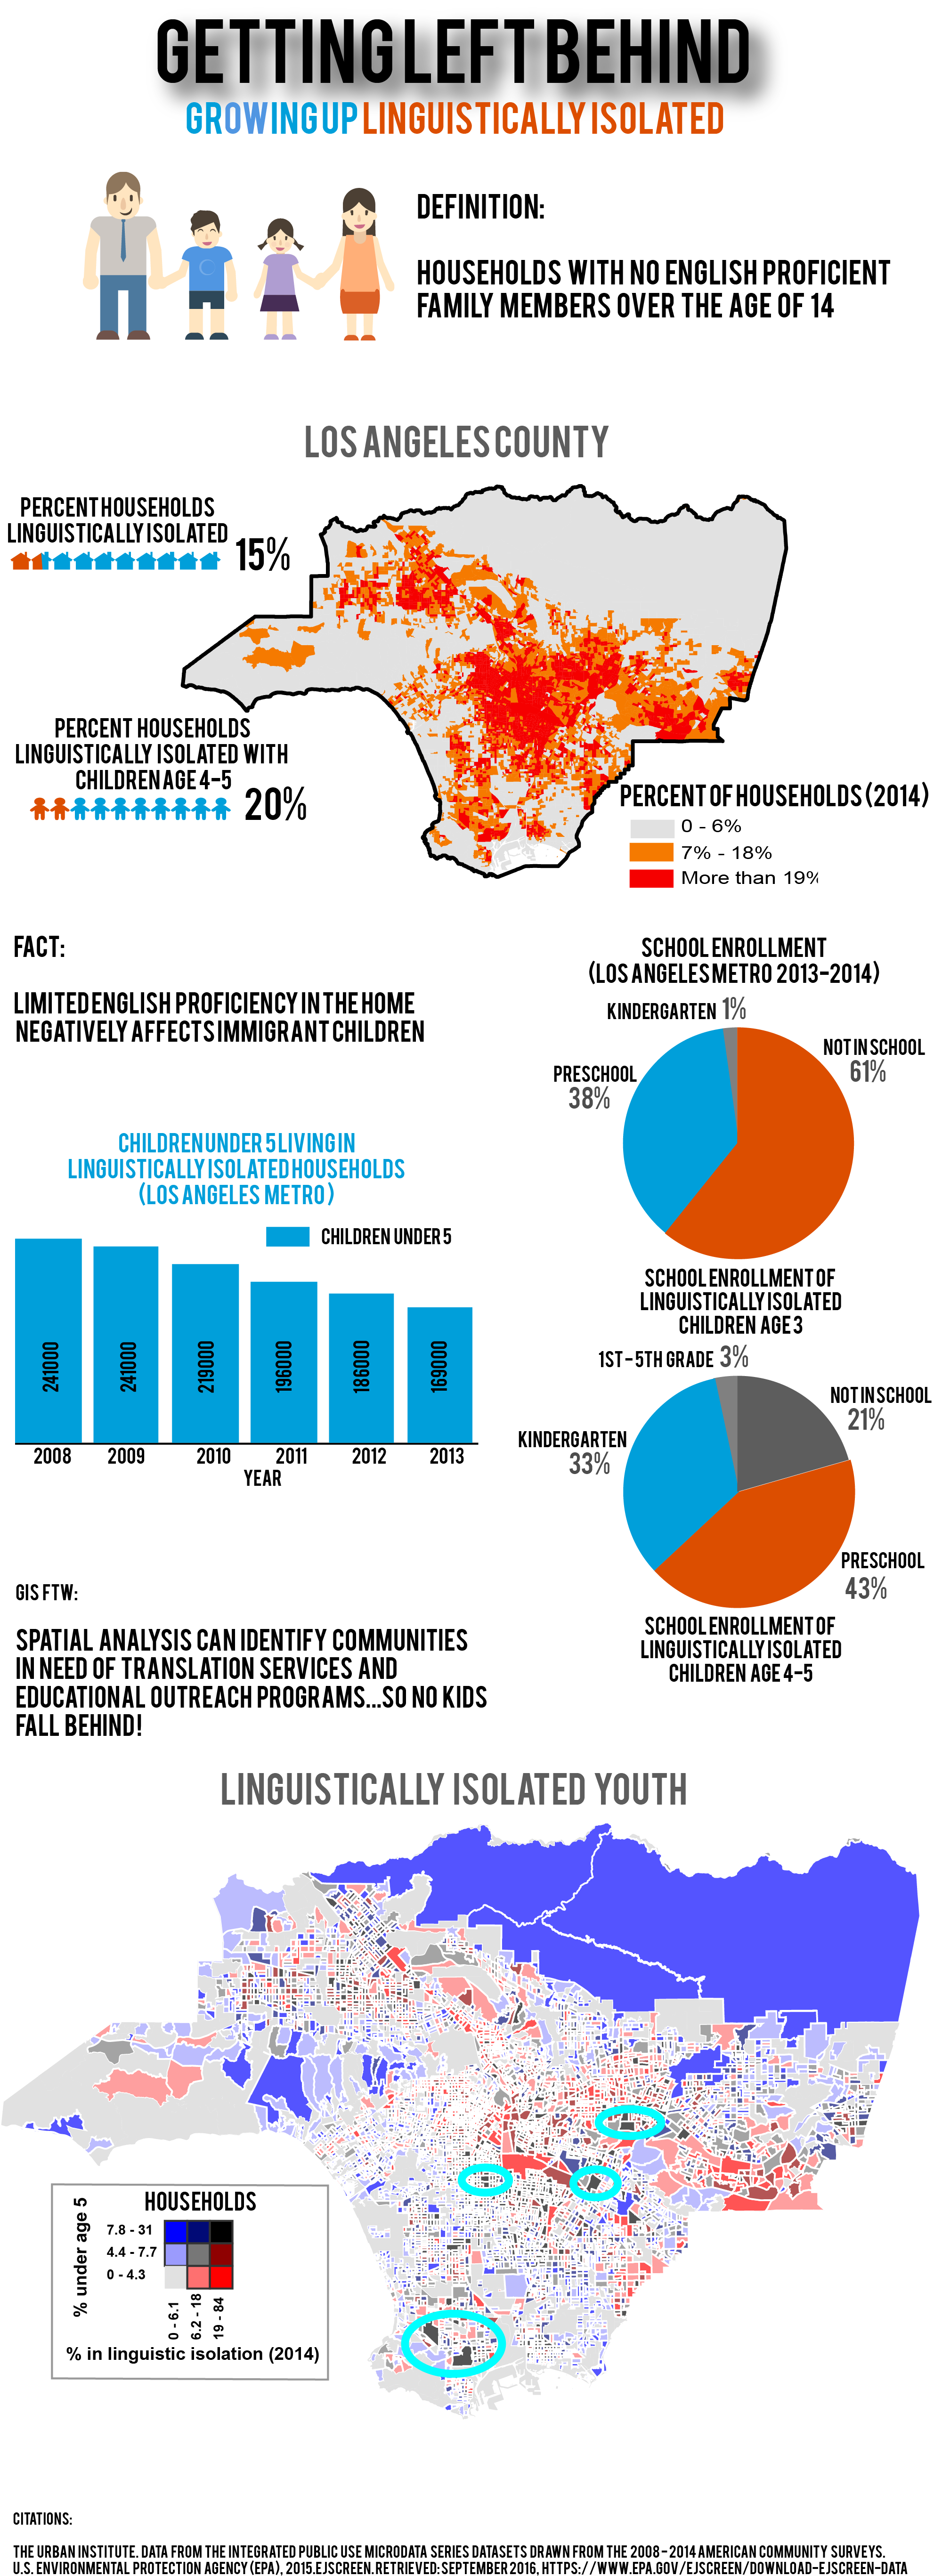 GETTING LEFT BEHIND
GROWING UP LINGUISTICALLY ISOLATED
DEFINITION:
HOUSEHOLDS WITH NO ENGLISH PROFICIENT
FAMILY MEMBERS OVER THE AGE OF 14
LOS ANGELES COUNTY
PERCENT HOUSEHOLDS
LINGUISTICALLY ISOLATED
15%
PERCENT HOUSEHOLDS
LINGUISTICALLY ISOLATED WITH
CHILDREN AGE 4-5
20%
PERCENT OF HOUSEHOLDS (2014)
0 - 6%
7% - 18%
More than 19%
FACT:
LIMITED ENGLISH PROFICIENCY IN THE HOME
NEGATIVELY AFFECTS IMMIGRANT CHILDREN
SCHOOL ENROLLMENT
(LOS ANGELES METRO 2013-2014)
KINDERGARTEN 1%
NOT IN SCHOOL
61%
PRESCHOOL
38%
SCHOOL ENROLLMENT OF
LINGUISTICALLY ISOLATED
CHILDREN AGE 3
CHILDREN UNDER 5 LIVING IN
LINGUISTICALLY ISOLATED HOUSEHOLDS
(LOS ANGELES METRO)
CHILDREN UNDER 5
241000
241000
219000
196000
186000
169000
2008
2009
2010
2011
2012
2013
YEAR
1ST - 5TH GRADE 3%
NOT IN SCHOOL
21%
KINDERGARTEN
33%
PRESCHOOL
43%
SCHOOL ENROLLMENT OF
LINGUISTICALLY ISOLATED
CHILDREN AGE 4-5
GIS FTW:
SPATIAL ANALYSIS CAN IDENTIFY COMMUNITIES
IN NEED OF TRANSLATION SERVICES AND
EDUCATIONAL OUTREACH PROGRAMS...SO NO KIDS
FALL BEHIND!
LINGUISTICALLY ISOLATED YOUTH
HOUSEHOLDS
% under age 5
7.8 - 31
4.4 - 7.7
0 - 4.3
0 - 6.1
6.2 - 18
19 - 84
% in linguistic isolation (2014)
CITATIONS:
THE URBAN INSTITUTE. DATA FROM THE INTEGRATED PUBLIC USE MICRODATA SERIES DATASETS DRAWN FROM THE 2008 - 2014 AMERICAN COMMUNITY SURVEYS.
U.S. ENVIRONMENTAL PROTECTION AGENCY (EPA), 2015.EJSCREEN. RETRIEVED: SEPTEMBER 2016, HTTPS://WWW.EPA.GOV/EJSCREEN/DOWNLOAD-EJSCREEN-DATA